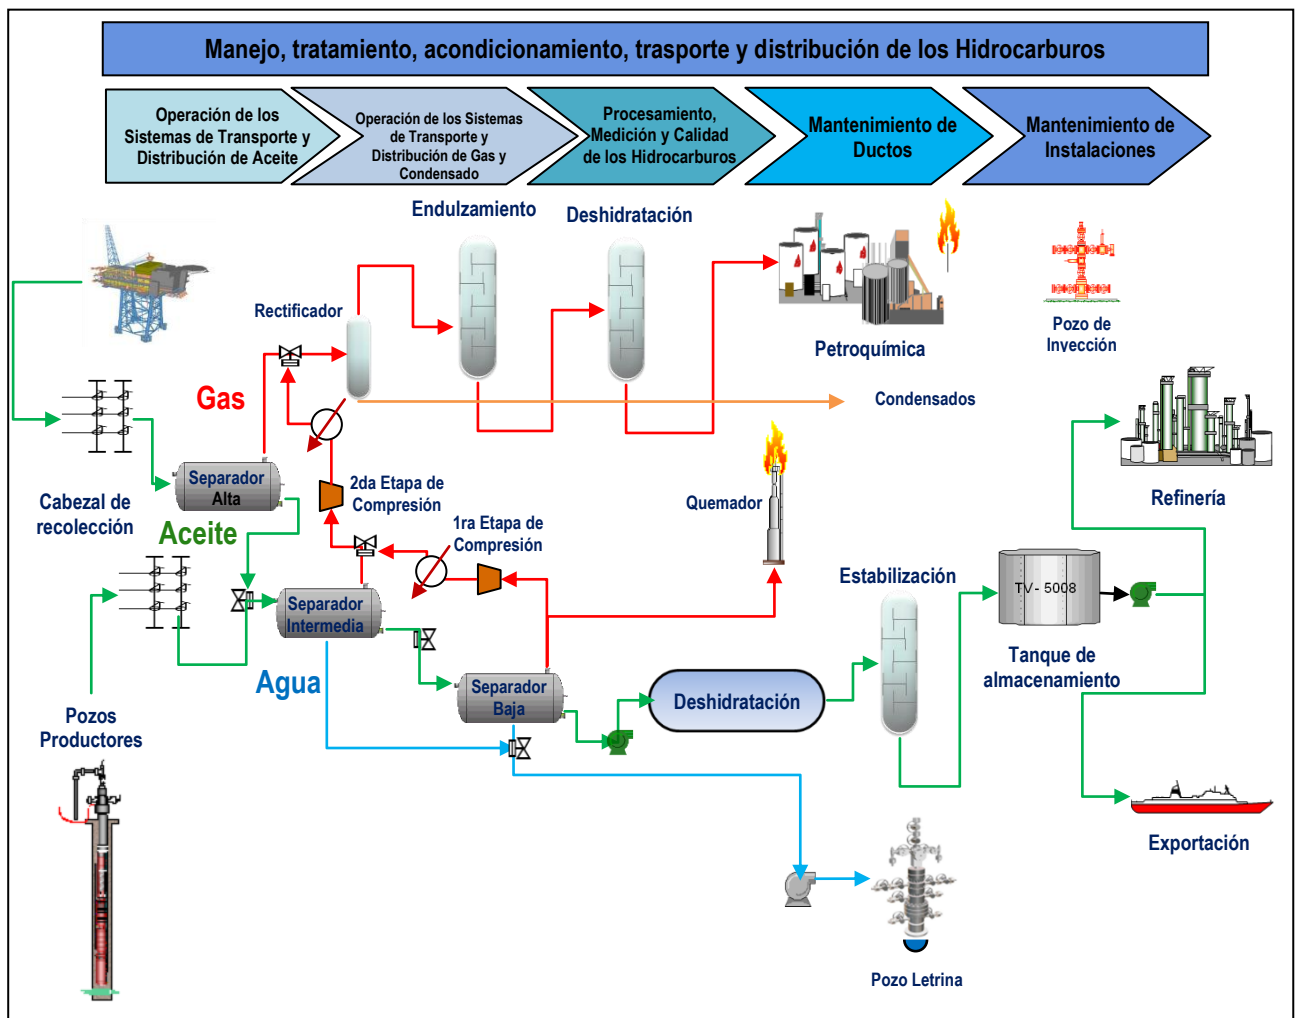 Manejo, tratamiento, acondicionamiento, trasporte y distribución de los Hidrocarburos
Operación de los
Sistemas de Transporte y
Distribución de Aceite
Operación de los Sistemas
de Transporte y
Distribución de Gas y
Condensado
Procesamiento,
Medición y Calidad
de los Hidrocarburos
Mantenimiento de
Ductos
Mantenimiento de
Instalaciones
Endulzamiento
Deshidratación
Rectificador
Petroquímica
Pozo de
Inyección
Gas
Condensados
Separador
Alta
2da Etapa de
Compresión
Quemador
Refinería
Cabezal de
recolección
Aceite
1ra Etapa de
Compresión
Estabilización
TV- 5008
Separador
Intermedia
Tanque de
almacenamiento
Agua
Separador
Baja
Deshidratación
Pozos
Productores
Exportación
Pozo Letrina